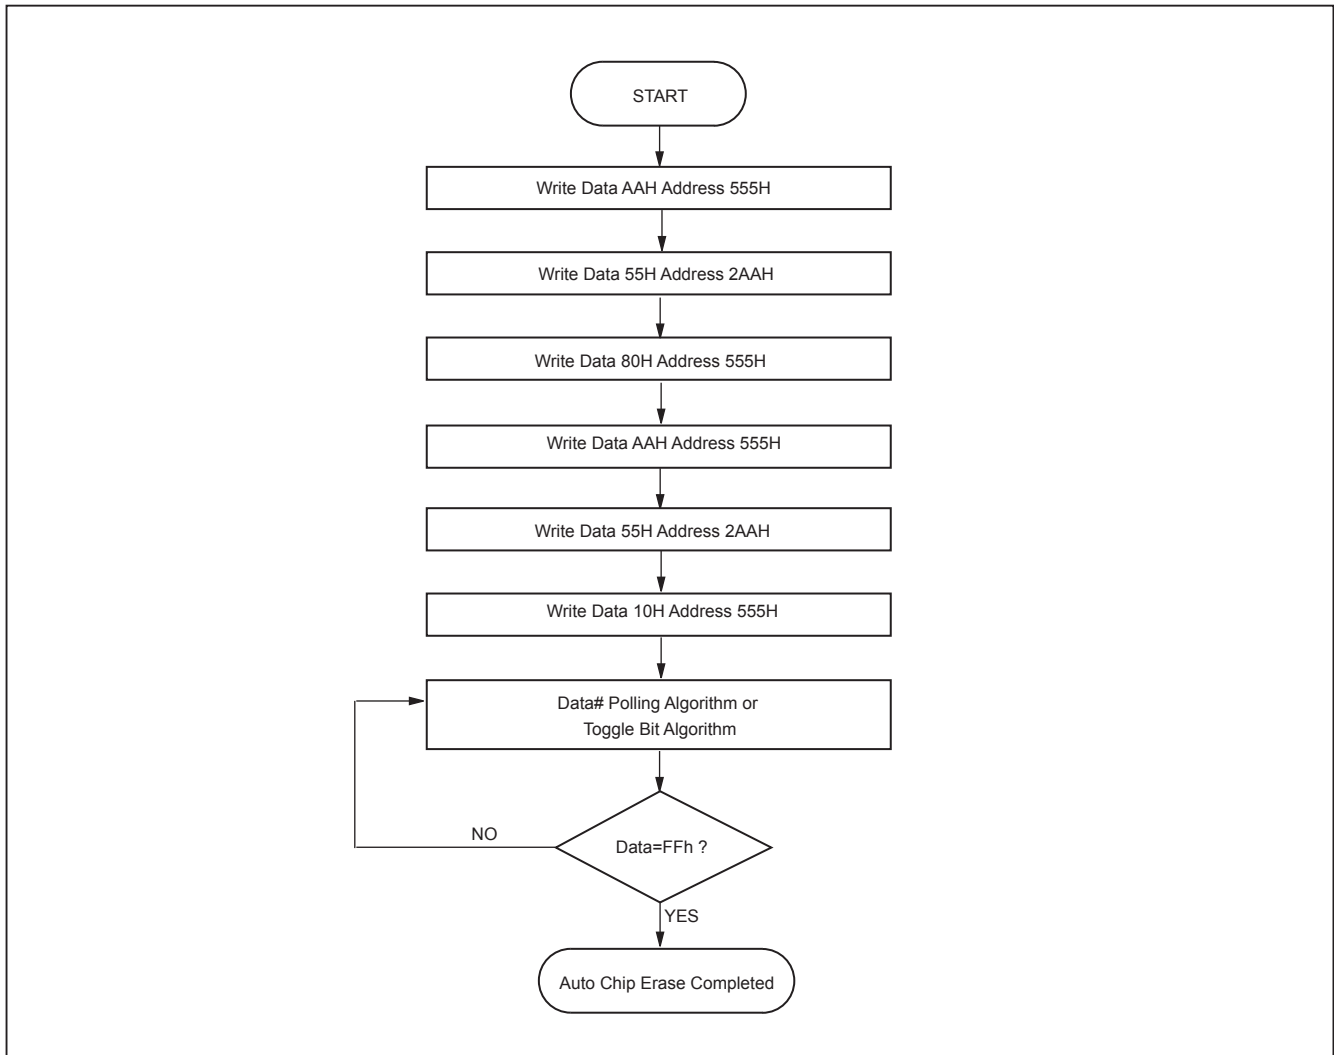 START
Write Data AAH Address 555H
Write Data 55H Address 2AAH
Write Data 80H Address 555H
Write Data AAH Address 555H
Write Data 55H Address 2AAH
Write Data 10H Address 555H
Data# Polling Algorithm or
Toggle Bit Algorithm
NO
Data=FFh ?
YES
Auto Chip Erase Completed